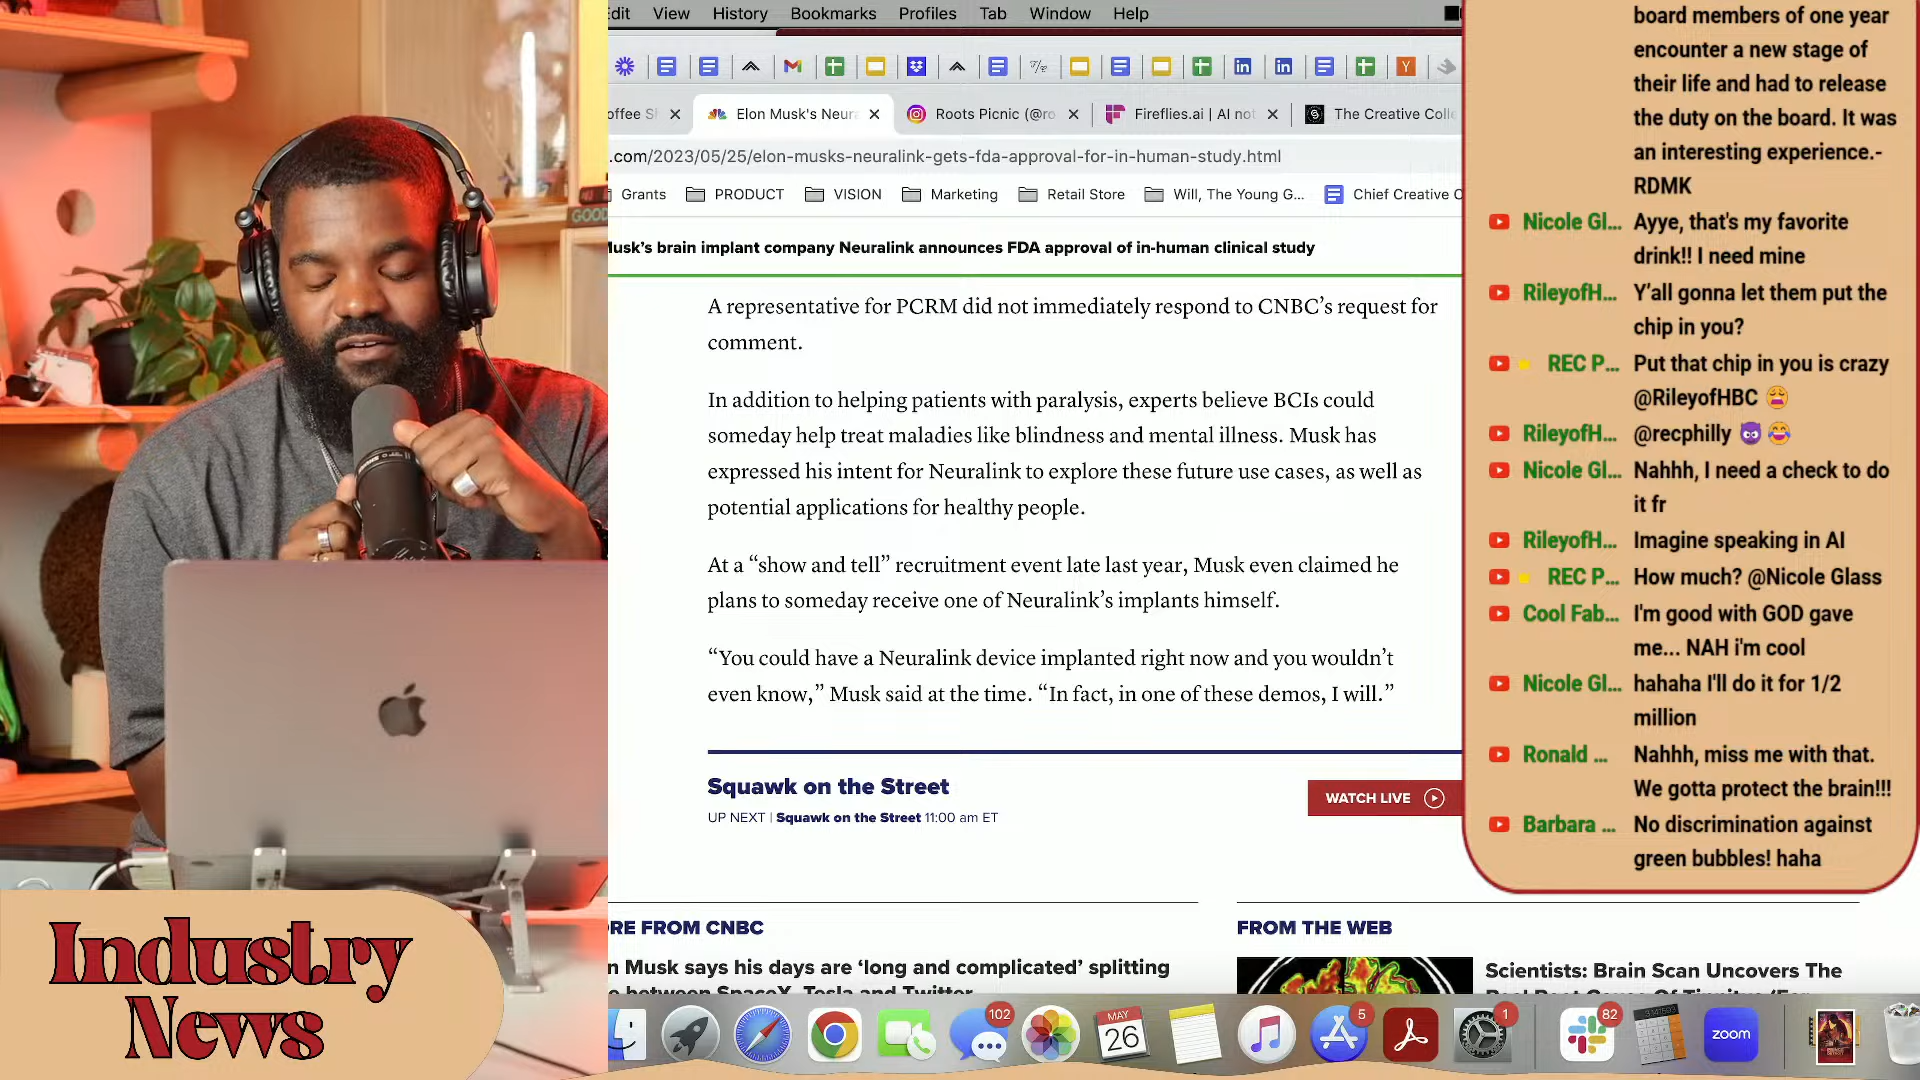 Edit View History Bookmarks Profiles Tab Window Help
offee S
Elon Musk's Neura
Roots Picnic (@ro
Fireflies.ai | AI not
The Creative Colle
.com/2023/05/25/elon-musks-neuralink-gets-fda-approval-for-in-human-study.html
Grants PRODUCT VISION Marketing Retail Store Will, The Young G... Chief Creative O
Musk's brain implant company Neuralink announces FDA approval of in-human clinical study
A representative for PCRM did not immediately respond to CNBC’s request for
comment.
In addition to helping patients with paralysis, experts believe BCIs could
someday help treat maladies like blindness and mental illness. Musk has
expressed his intent for Neuralink to explore these future use cases, as well as
potential applications for healthy people.
At a “show and tell” recruitment event late last year, Musk even claimed he
plans to someday receive one of Neuralink’s implants himself.
“You could have a Neuralink device implanted right now and you wouldn’t
even know,” Musk said at the time. “In fact, in one of these demos, I will.”
Squawk on the Street
UP NEXT | Squawk on the Street 11:00 am ET
WATCH LIVE
RE FROM CNBC
n Musk says his days are ‘long and complicated’ splitting
between SpaceX, Tesla and Twitter
FROM THE WEB
Scientists: Brain Scan Uncovers The
board members of one year
encounter a new stage of
their life and had to release
the duty on the board. It was
an interesting experience.-
RDMK
Nicole Gl... Ayye, that's my favorite
drink!! I need mine
RileyofH... Y’all gonna let them put the
chip in you?
REC P... Put that chip in you is crazy
@RileyofHBC 😩
RileyofH... @recphilly 😈 😂
Nicole Gl... Nahhh, I need a check to do
it fr
RileyofH... Imagine speaking in AI
REC P... How much? @Nicole Glass
Cool Fab... I'm good with GOD gave
me... NAH i'm cool
Nicole Gl... hahaha I'll do it for 1/2
million
Ronald ... Nahhh, miss me with that.
We gotta protect the brain!!!
Barbara ... No discrimination against
green bubbles! haha
GOOD
Industry
News
102
MAY
26
5
1
82
zoom